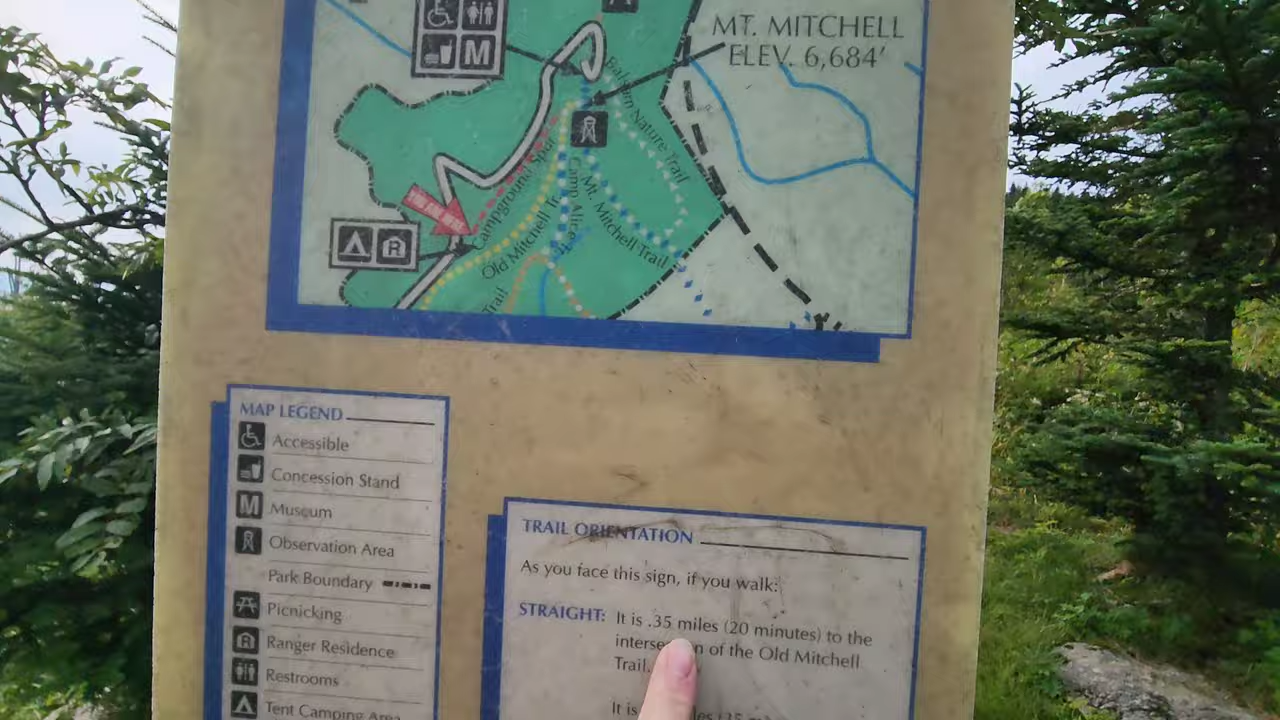 MT. MITCHELL
ELEV. 6,684'
M
Balsam Nature Trail
Campground Spur
Old Mitchell Tr
Camp Alice
Mt. Mitchell Trail
Trail
R
MAP LEGEND
Accessible
Concession Stand
M Museum
Observation Area
Park Boundary
Picnicking
R Ranger Residence
Restrooms
Tent Camping Area
TRAIL ORIENTATION
As you face this sign, if you walk:
STRAIGHT: It is .35 miles (20 minutes) to the
of the Old Mitchell
Trail.
It is